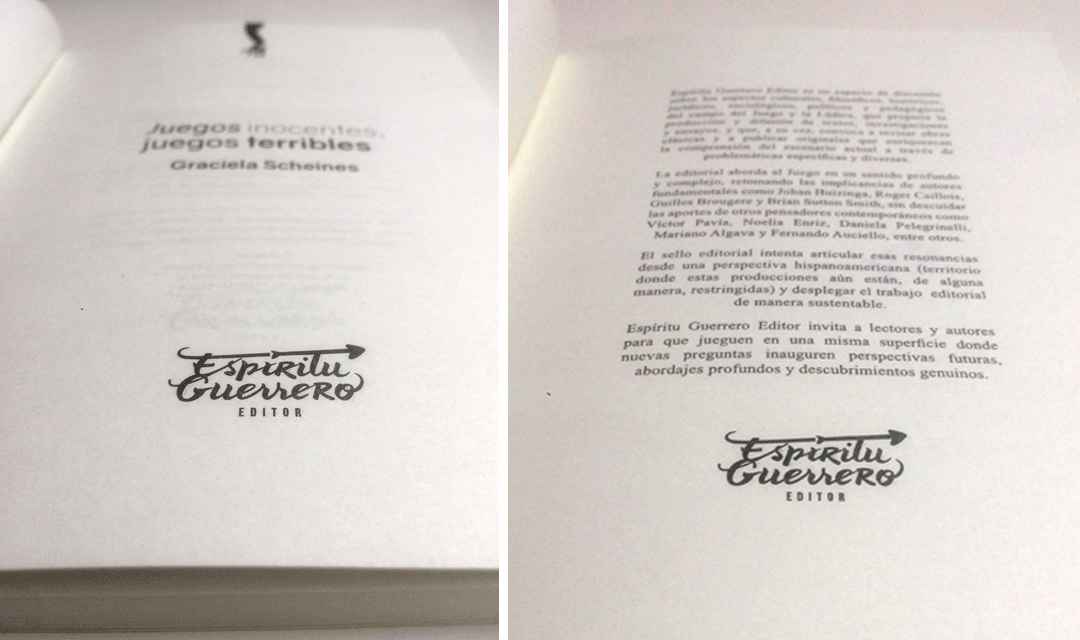 Juegos inocentes,
juegos terribles
Graciela Scheines
Espíritu
Guerrero
EDITOR
Espíritu Guerrero Editor es un espacio de discusión
sobre los aspectos culturales, filosóficos, históricos,
jurídicos, sociológicos, políticos y pedagógicos
del campo del Juego y la Lúdica, que propicia la
producción y difusión de textos, investigaciones
y ensayos, y que, a su vez, convoca a revisar obras
clásicas y a publicar originales que enriquezcan
la comprensión del escenario actual a través de
problemáticas específicas y diversas.
La editorial aborda al Juego en un sentido profundo
y complejo, retomando las implicancias de autores
fundamentales como Johan Huizinga, Roger Caillois,
Guilles Brougere y Brian Sutton Smith, sin descuidar
las aportes de otros pensadores contemporáneos como
Víctor Pavía, Noelia Enriz, Daniela Pelegrinelli,
Mariano Algava y Fernando Auciello, entre otros.
El sello editorial intenta articular esas resonancias
desde una perspectiva hispanoamericana (territorio
donde estas producciones aún están, de alguna
manera, restringidas) y desplegar el trabajo editorial
de manera sustentable.
Espíritu Guerrero Editor invita a lectores y autores
para que jueguen en una misma superficie donde
nuevas preguntas inauguren perspectivas futuras,
abordajes profundos y descubrimientos genuinos.
Espíritu
Guerrero
EDITOR